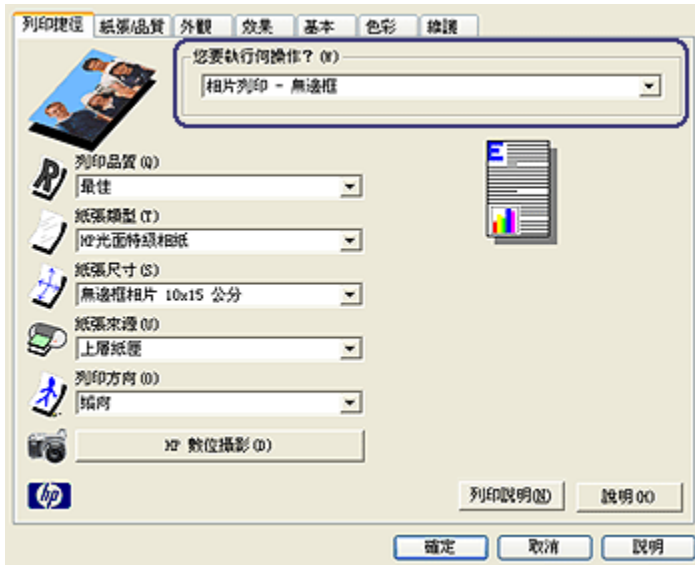 列印捷徑 紙張/品質 外觀 效果 基本 色彩 維護
您要執行何操作? (W)
相片列印 - 無邊框
列印品質 (Q)
最佳
紙張類型 (T)
HP光面特級相紙
紙張尺寸 (S)
無邊框相片 10x15 公分
紙張來源 (U)
上層紙匣
列印方向 (O)
縱向
HP 數位攝影 (D)
hp
列印說明(N) 說明 (K)
確定 取消 說明
E